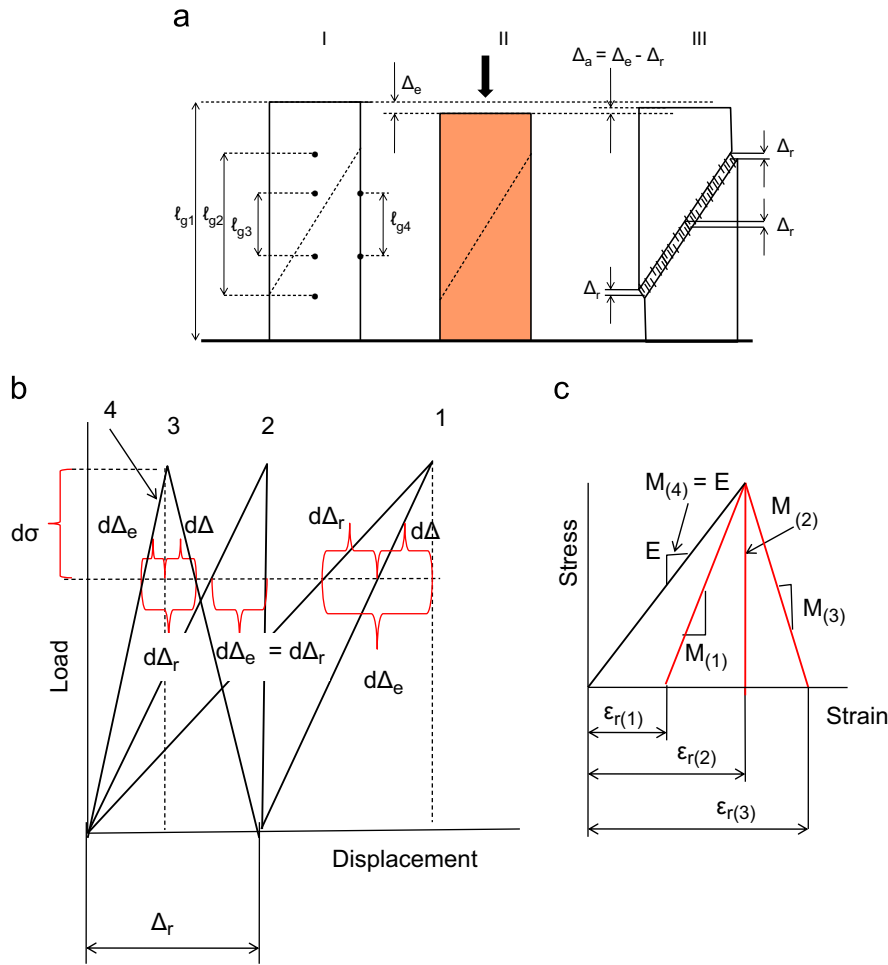 a
I II III
Δe Δa = Δe - Δr
Δr
ℓg1 ℓg2 ℓg3 ℓg4
Δr
Δr
b
4 3 2 1
dσ
dΔe dΔ dΔr dΔ
dΔr dΔe = dΔr
dΔe
Load
Displacement
Δr
c
M(4) = E
M(2)
E
Stress
M(1)
M(3)
εr(1)
Strain
εr(2)
εr(3)